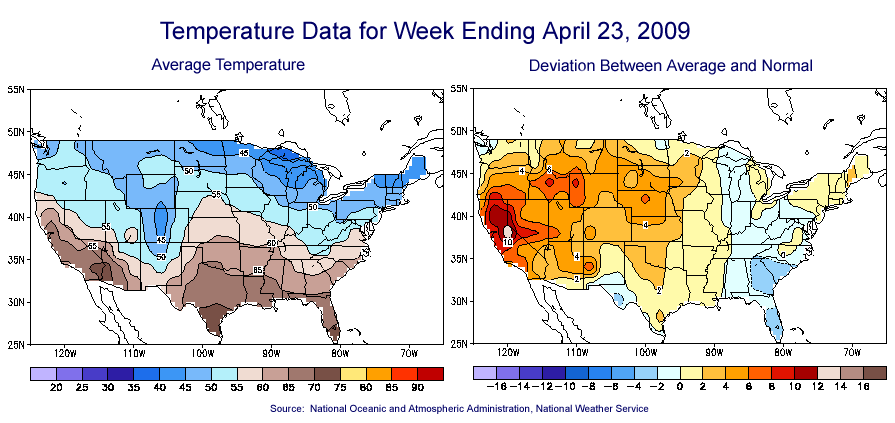 Temperature Data for Week Ending April 23, 2009
Average Temperature
Deviation Between Average and Normal
55N
50N
45N
40N
35N
30N
25N
120W 110W 100W 90W 80W 70W
45
50
55
50
55
60
55
45
50
65
20 25 30 35 40 45 50 55 60 65 70 75 80 85 90
55N
50N
45N
40N
35N
30N
25N
120W 110W 100W 90W 80W 70W
2
4
6
4
10
4
2
2
-16 -14 -12 -10 -8 -6 -4 -2 0 2 4 6 8 10 12 14 16
Source: National Oceanic and Atmospheric Administration, National Weather Service